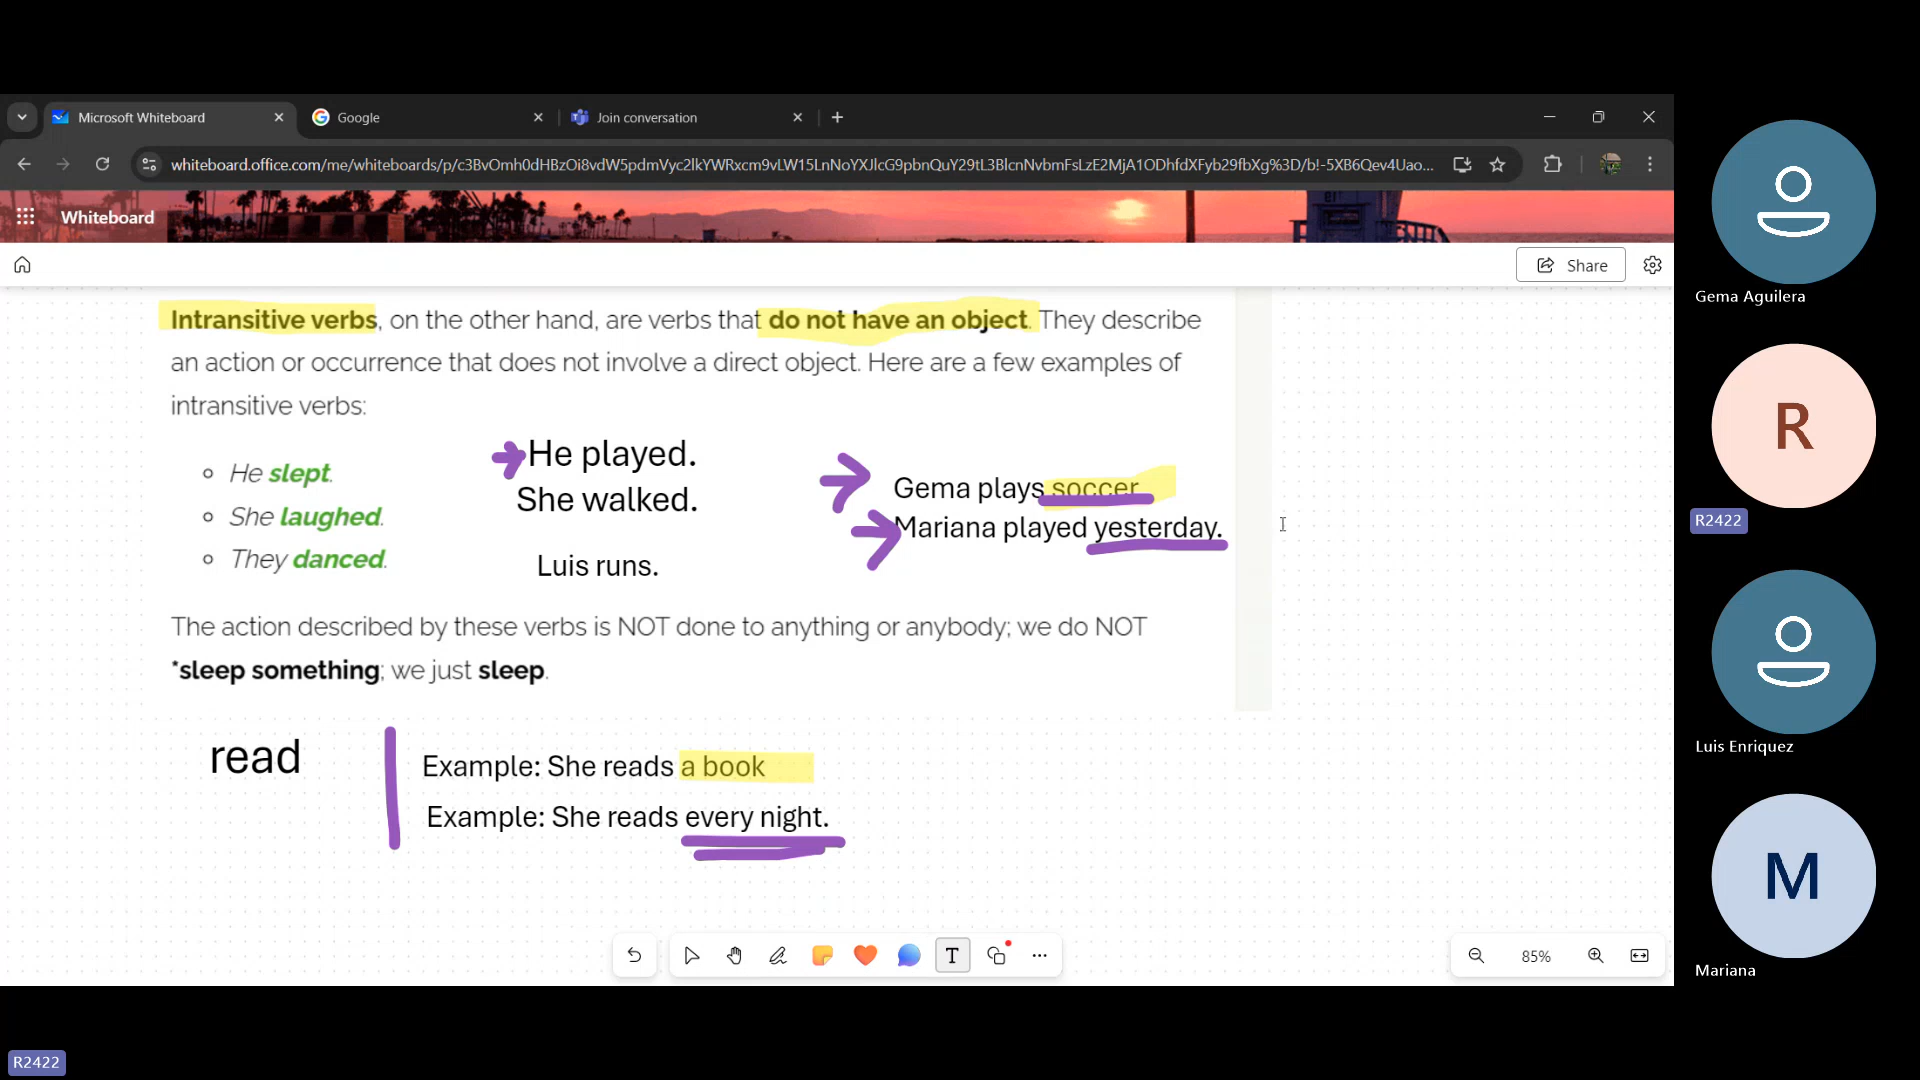 Microsoft Whiteboard
Google
Join conversation
whiteboard.office.com/me/whiteboards/p/c3BvOmh0dHBzOi8vdW5pdmVyc2lkYWRxcm9vLW15LnNoYXJlcG9pbnQuY29tL3BlcnNvbmFsLzE2MjA1ODhfdXFyb29fbXg%3D/b!-5XB6Qev4Uao...
Whiteboard
Share
Intransitive verbs, on the other hand, are verbs that do not have an object. They describe
an action or occurrence that does not involve a direct object. Here are a few examples of
intransitive verbs:
He slept.
She laughed.
They danced.
He played.
She walked.
Luis runs.
Gema plays soccer
Mariana played yesterday.
The action described by these verbs is NOT done to anything or anybody; we do NOT
*sleep something; we just sleep.
read
Example: She reads a book
Example: She reads every night.
T
85%
Gema Aguilera
R
R2422
Luis Enriquez
M
Mariana
R2422